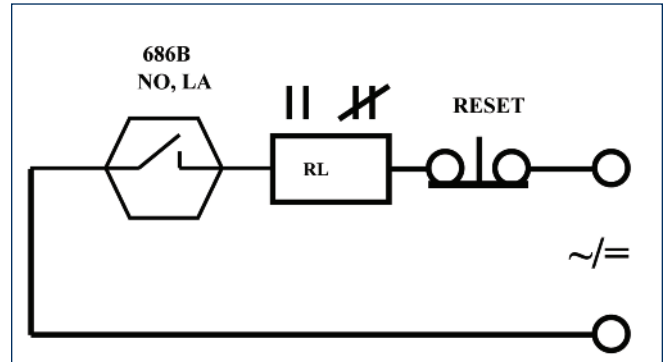 686B
NO, LA
RESET
RL
~/=